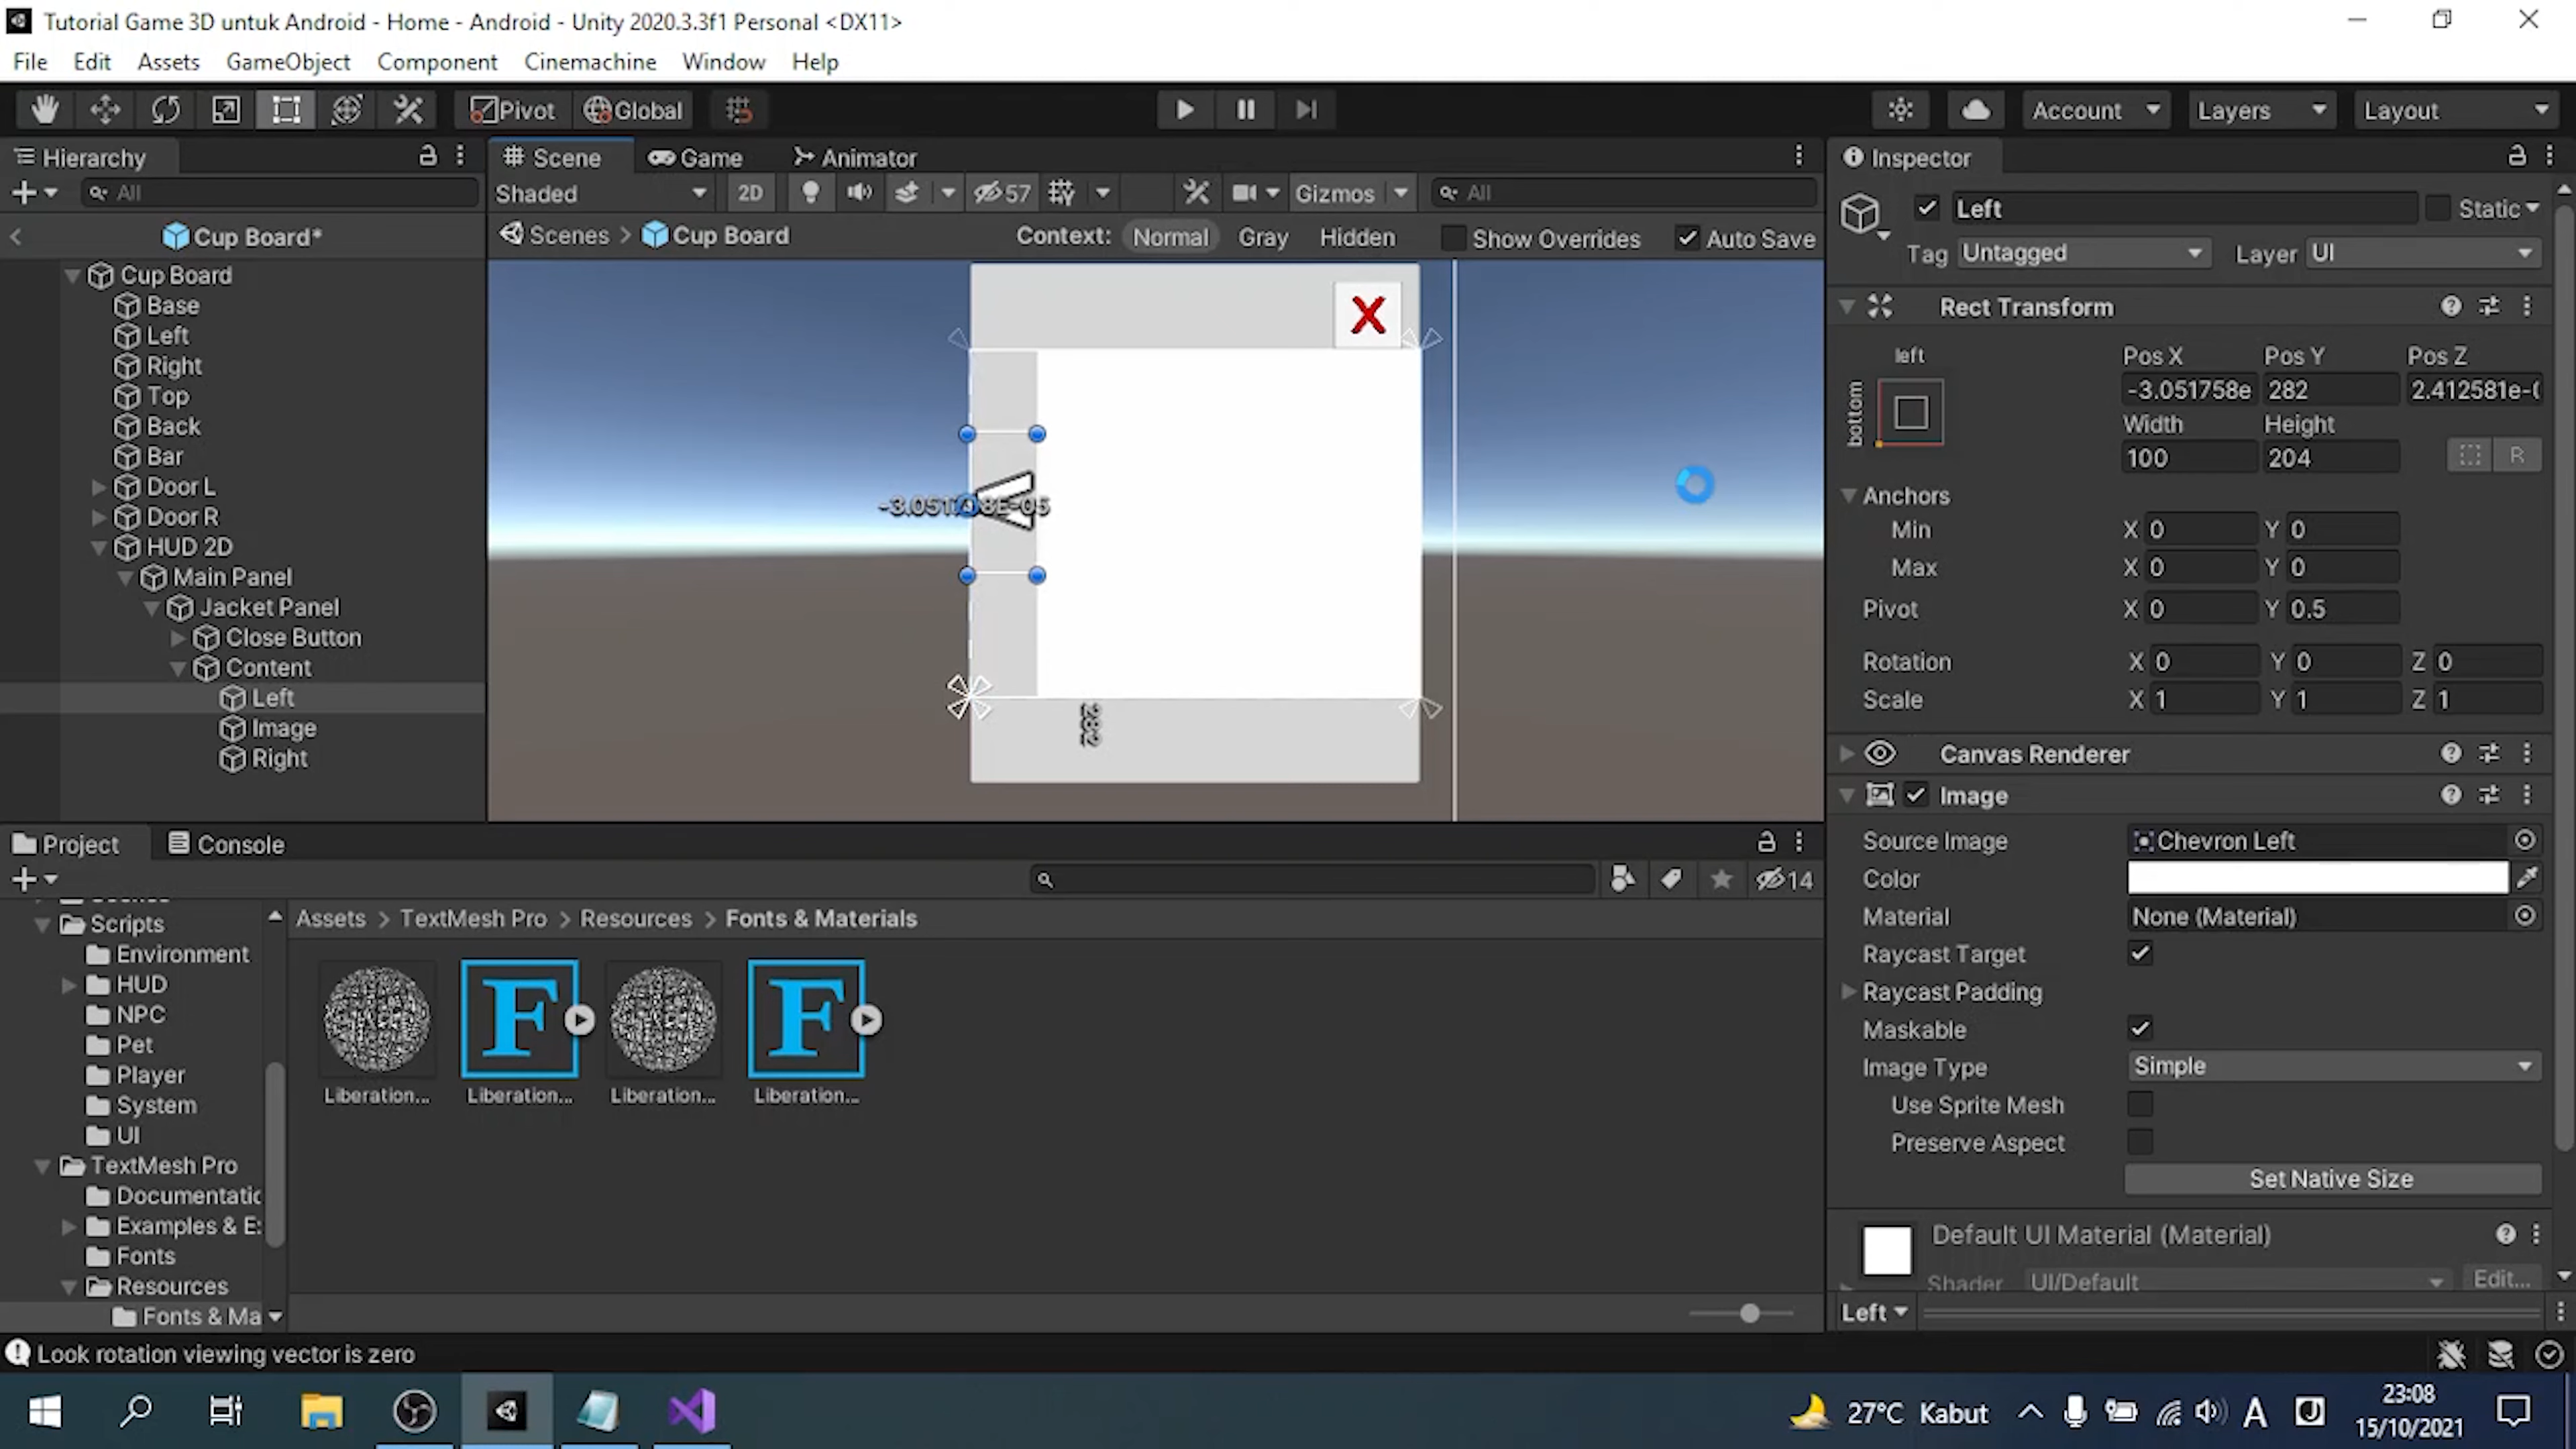 Tutorial Game 3D untuk Android - Home - Android - Unity 2020.3.3f1 Personal <DX11>
File Edit Assets GameObject Component Cinemachine Window Help
Pivot Global Account Layers Layout
Hierarchy
All
Cup Board*
Cup Board
Base
Left
Right
Top
Back
Bar
Door L
Door R
HUD 2D
Main Panel
Jacket Panel
Close Button
Content
Left
Image
Right
Scene Game Animator
Shaded 2D 57 Gizmos All
Scenes > Cup Board Context: Normal Gray Hidden Show Overrides Auto Save
X
282
Inspector
Left Static
Tag Untagged Layer UI
Rect Transform
left
bottom
Pos X Pos Y Pos Z
-3.051758e 282 2.412581e-(
Width Height
100 204
R
Anchors
Min X 0 Y 0
Max X 0 Y 0
Pivot X 0 Y 0.5
Rotation X 0 Y 0 Z 0
Scale X 1 Y 1 Z 1
Canvas Renderer
Image
Source Image Chevron Left
Color
Material None (Material)
Raycast Target
Raycast Padding
Maskable
Image Type Simple
Use Sprite Mesh
Preserve Aspect
Set Native Size
Default UI Material (Material)
Shader UI/Default Edit...
Left
Project Console
14
Scripts
Environment
HUD
NPC
Pet
Player
System
UI
TextMesh Pro
Documentatic
Examples & E:
Fonts
Resources
Fonts & Ma
Assets > TextMesh Pro > Resources > Fonts & Materials
F F
Liberation... Liberation... Liberation... Liberation...
Look rotation viewing vector is zero
27°C Kabut A 23:08
15/10/2021